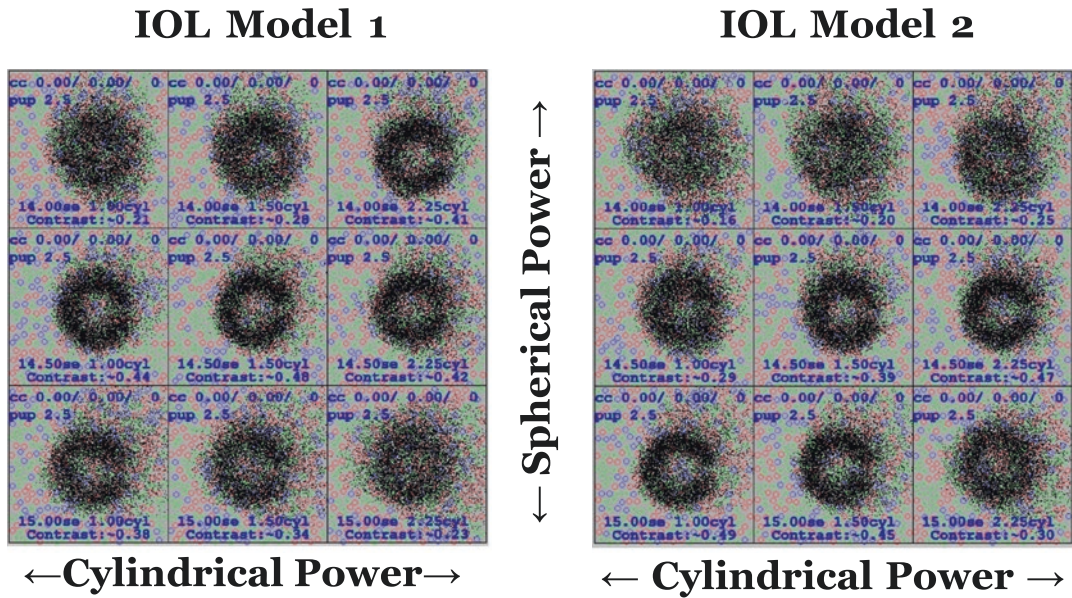 IOL Model 1
IOL Model 2
cc 0.00/ 0.00/ 0
pup 2.5
14.00se 1.00cyl
Contrast:~0.21
cc 0.00/ 0.00/ 0
pup 2.5
14.00se 1.50cyl
Contrast:~0.28
cc 0.00/ 0.00/ 0
pup 2.5
14.00se 2.25cyl
Contrast:~0.41
cc 0.00/ 0.00/ 0
pup 2.5
14.50se 1.00cyl
Contrast:~0.44
cc 0.00/ 0.00/ 0
pup 2.5
14.50se 1.50cyl
Contrast:~0.48
cc 0.00/ 0.00/ 0
pup 2.5
14.50se 2.25cyl
Contrast:~0.42
cc 0.00/ 0.00/ 0
pup 2.5
15.00se 1.00cyl
Contrast:~0.38
cc 0.00/ 0.00/ 0
pup 2.5
15.00se 1.50cyl
Contrast:~0.34
cc 0.00/ 0.00/ 0
pup 2.5
15.00se 2.25cyl
Contrast:~0.23
← Spherical Power →
cc 0.00/ 0.00/ 0
pup 2.5
14.00se 1.00cyl
Contrast:~0.16
cc 0.00/ 0.00/ 0
pup 2.5
14.00se 1.50cyl
Contrast:~0.20
cc 0.00/ 0.00/ 0
pup 2.5
14.00se 2.25cyl
Contrast:~0.25
cc 0.00/ 0.00/ 0
pup 2.5
14.50se 1.00cyl
Contrast:~0.29
cc 0.00/ 0.00/ 0
pup 2.5
14.50se 1.50cyl
Contrast:~0.39
cc 0.00/ 0.00/ 0
pup 2.5
14.50se 2.25cyl
Contrast:~0.47
cc 0.00/ 0.00/ 0
pup 2.5
15.00se 1.00cyl
Contrast:~0.49
cc 0.00/ 0.00/ 0
pup 2.5
15.00se 1.50cyl
Contrast:~0.45
cc 0.00/ 0.00/ 0
pup 2.5
15.00se 2.25cyl
Contrast:~0.30
←Cylindrical Power→
← Cylindrical Power →